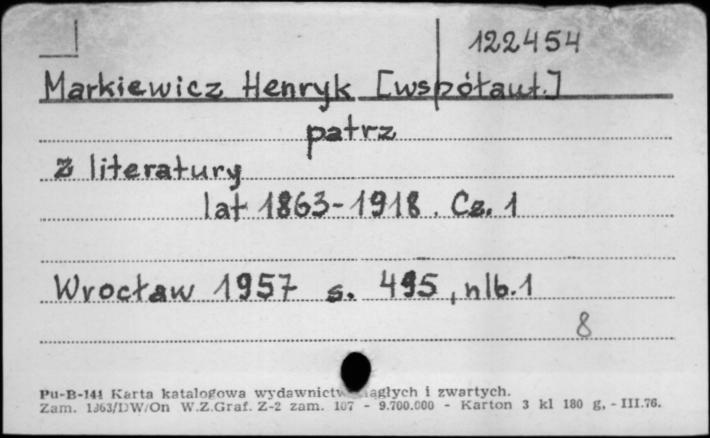 122454
Markiewicz Henryk [współaut.]
patrz
Z literatury
lat 1863-1918. Cz. 1
Wrocław 1957 s. 495, nlb. 1
8
Pu-B-141 Karta katalogowa wydawnictw ciągłych i zwartych.
Zam. 1363/DW/On W.Z.Graf. Z-2 zam. 107 - 9.700.000 - Karton 3 kl 180 g, - III.76.